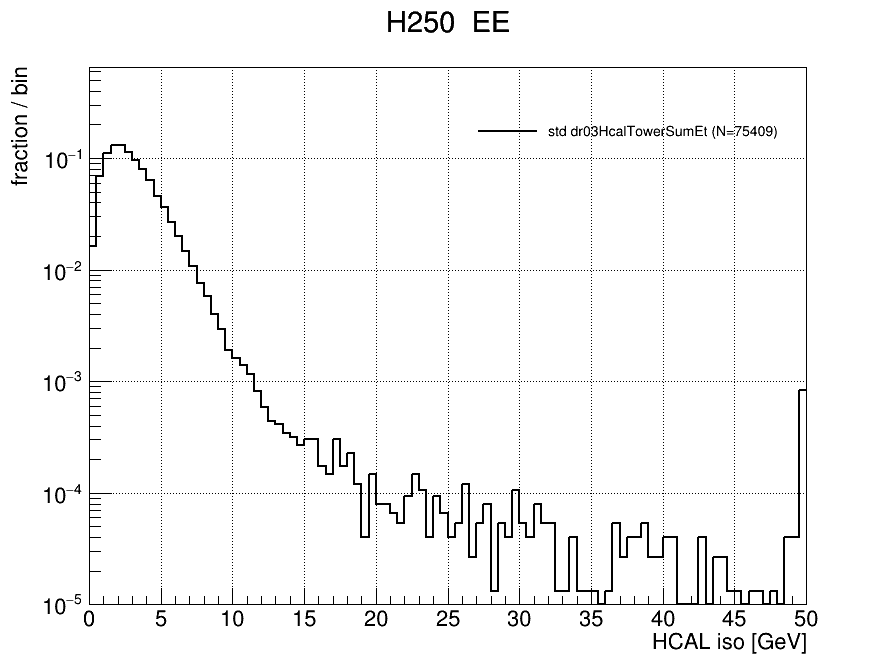 H250 EE
fraction / bin
std dr03HcalTowerSumEt (N=75409)
10⁻¹
10⁻²
10⁻³
10⁻⁴
10⁻⁵
0 5 10 15 20 25 30 35 40 45 50
HCAL iso [GeV]